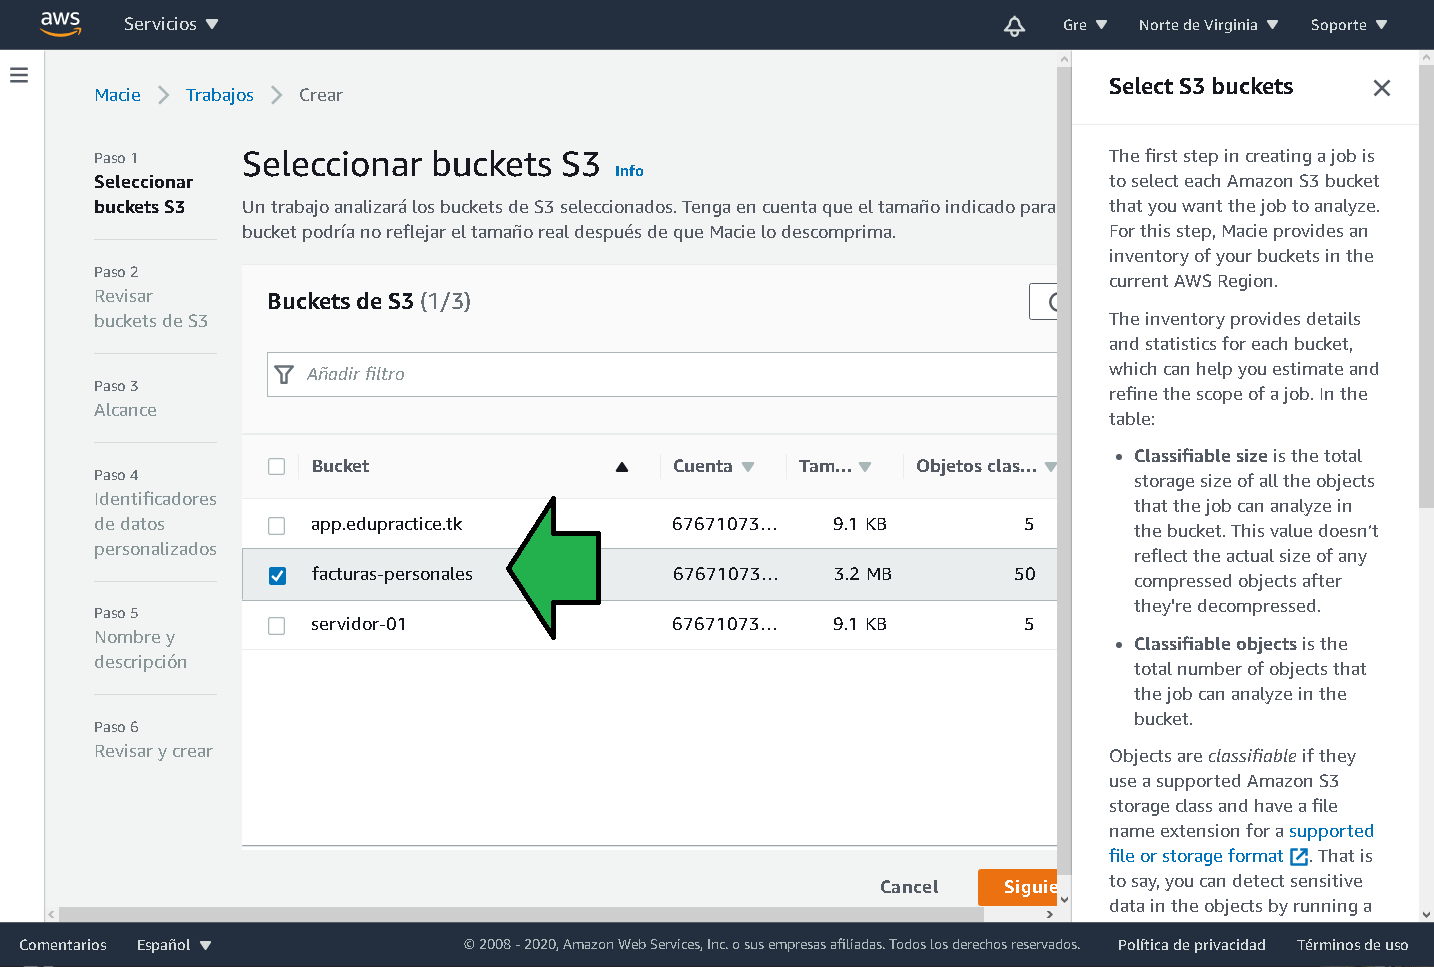 aws
Servicios
Gre
Norte de Virginia
Soporte
Macie
Trabajos
Crear
Paso 1
Seleccionar
buckets S3
Paso 2
Revisar
buckets de S3
Paso 3
Alcance
Paso 4
Identificadores
de datos
personalizados
Paso 5
Nombre y
descripción
Paso 6
Revisar y crear
Seleccionar buckets S3 Info
Un trabajo analizará los buckets de S3 seleccionados. Tenga en cuenta que el tamaño indicado para
bucket podría no reflejar el tamaño real después de que Macie lo descomprima.
Buckets de S3 (1/3)
Añadir filtro
Bucket Cuenta Tam... Objetos clas...
app.edupractice.tk 67671073... 9.1 KB 5
facturas-personales 67671073... 3.2 MB 50
servidor-01 67671073... 9.1 KB 5
Cancel
Siguie
Select S3 buckets
The first step in creating a job is
to select each Amazon S3 bucket
that you want the job to analyze.
For this step, Macie provides an
inventory of your buckets in the
current AWS Region.
The inventory provides details
and statistics for each bucket,
which can help you estimate and
refine the scope of a job. In the
table:
• Classifiable size is the total
storage size of all the objects
that the job can analyze in
the bucket. This value doesn’t
reflect the actual size of any
compressed objects after
they're decompressed.
• Classifiable objects is the
total number of objects that
the job can analyze in the
bucket.
Objects are classifiable if they
use a supported Amazon S3
storage class and have a file
name extension for a supported
file or storage format. That is
to say, you can detect sensitive
data in the objects by running a
Comentarios
Español
© 2008 - 2020, Amazon Web Services, Inc. o sus empresas afiliadas. Todos los derechos reservados.
Política de privacidad
Términos de uso